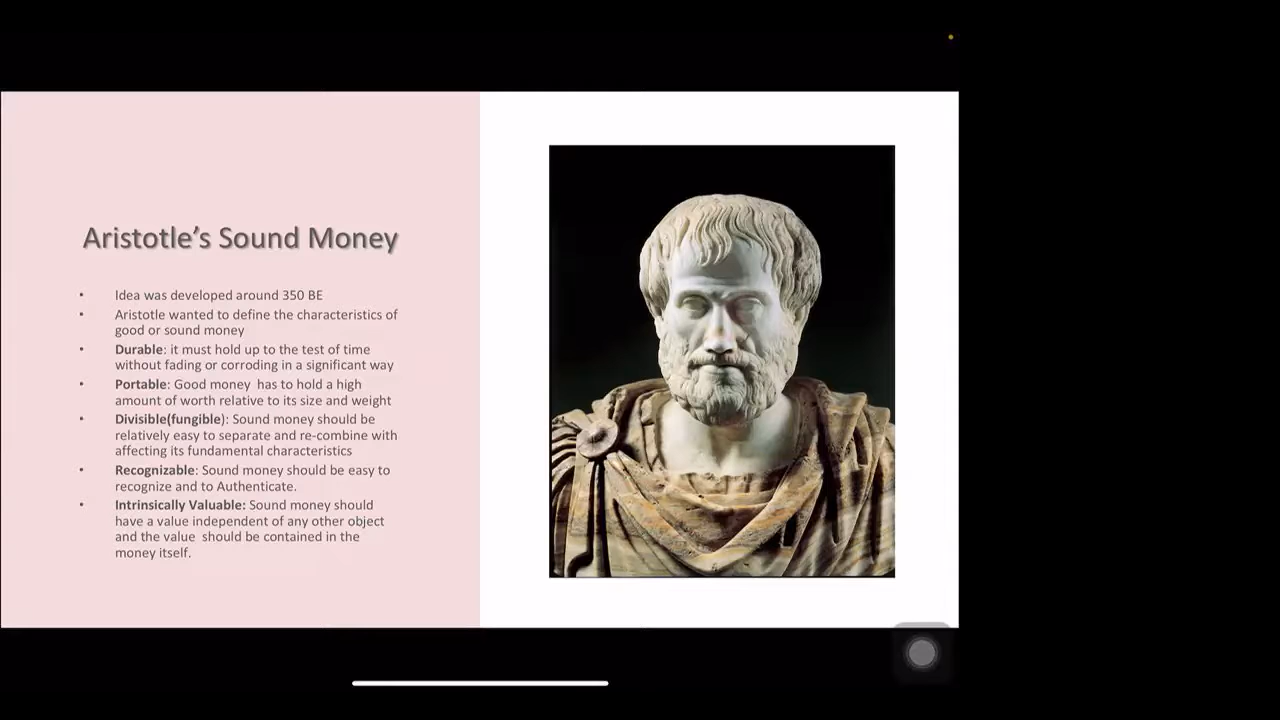 Aristotle's Sound Money
• Idea was developed around 350 BE
• Aristotle wanted to define the characteristics of
good or sound money
• Durable: it must hold up to the test of time
without fading or corroding in a significant way
• Portable: Good money has to hold a high
amount of worth relative to its size and weight
• Divisible(fungible): Sound money should be
relatively easy to separate and re-combine with
affecting its fundamental characteristics
• Recognizable: Sound money should be easy to
recognize and to Authenticate.
• Intrinsically Valuable: Sound money should
have a value independent of any other object
and the value should be contained in the
money itself.